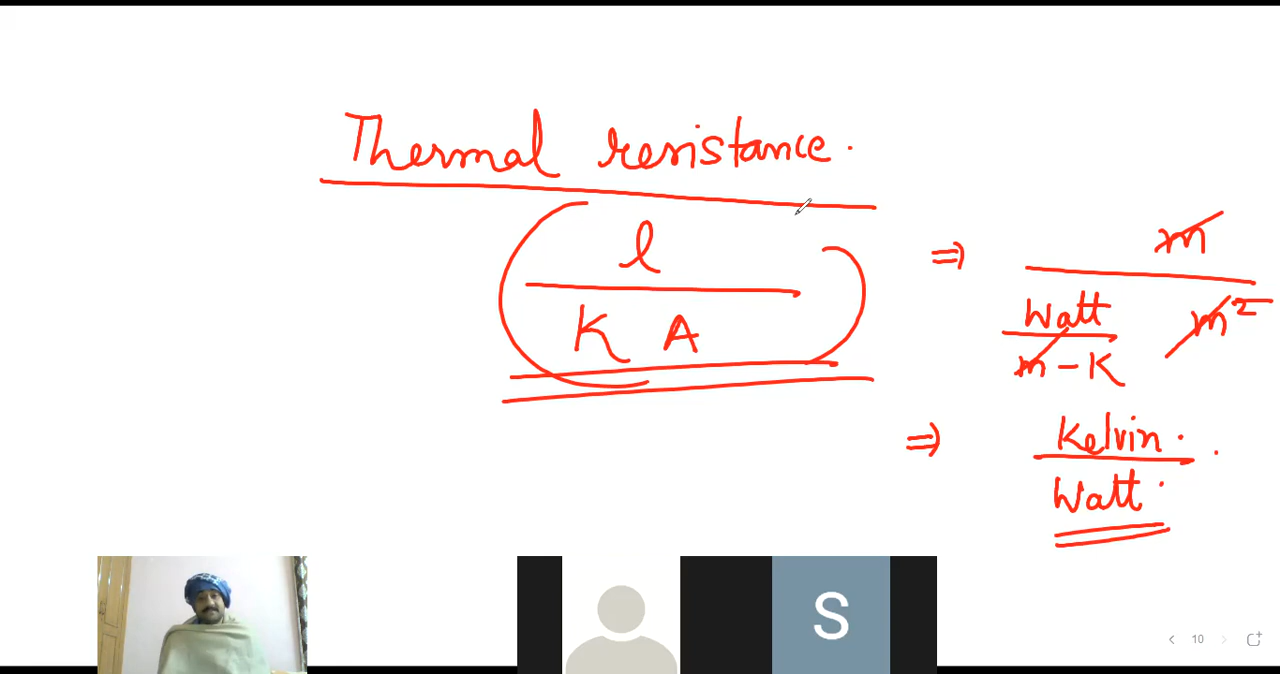 Thermal resistance.
l
K A
⇒ m
Watt m²
m - K
⇒ Kelvin.
Watt.
S
10